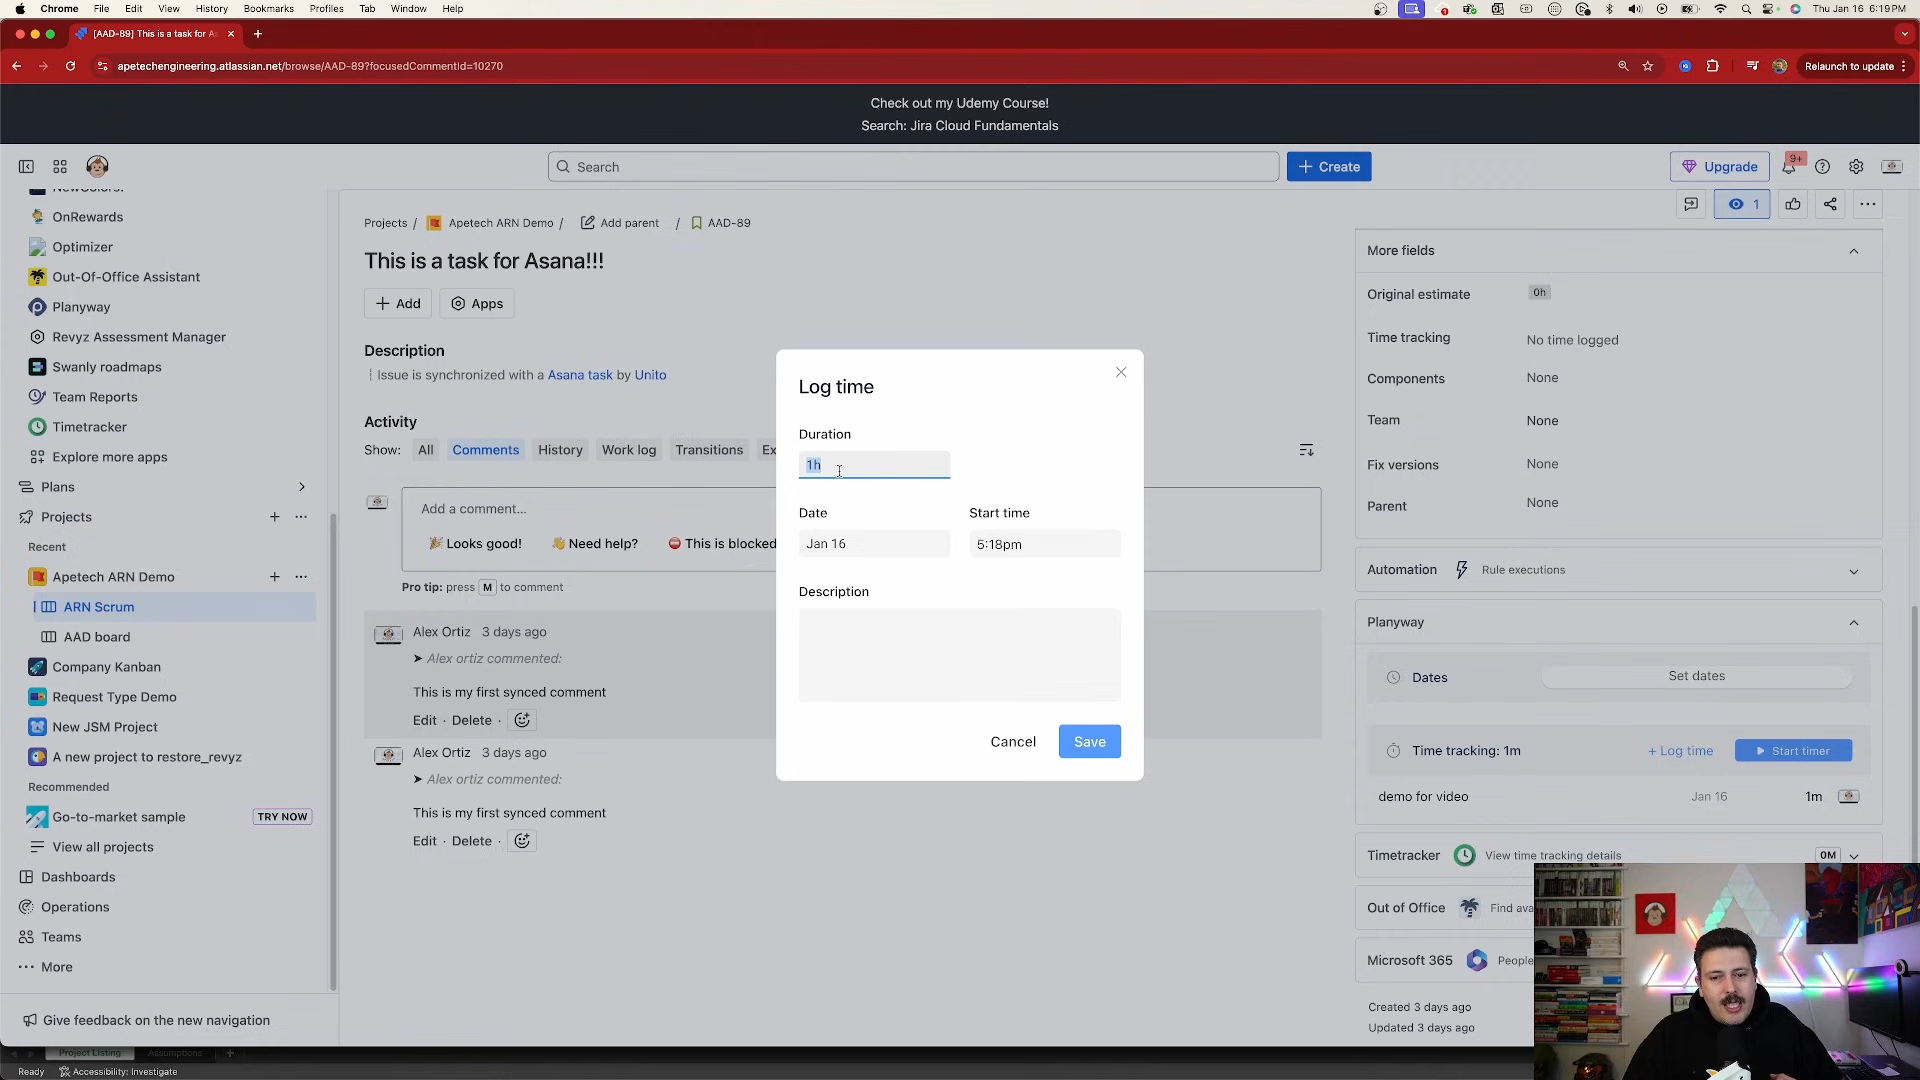 Chrome File Edit View History Bookmarks Profiles Tab Window Help
Thu Jan 16 6:19 PM
[AAD-89] This is a task for As
apetechengineering.atlassian.net/browse/AAD-89?focusedCommentId=10270
Relaunch to update
Check out my Udemy Course!
Search: Jira Cloud Fundamentals
Search
Create
Upgrade
9+
NewColors!
OnRewards
Optimizer
Out-Of-Office Assistant
Planyway
Revyz Assessment Manager
Swanly roadmaps
Team Reports
Timetracker
Explore more apps
Plans
Projects
Recent
Apetech ARN Demo
ARN Scrum
AAD board
Company Kanban
Request Type Demo
New JSM Project
A new project to restore_revyz
Recommended
Go-to-market sample
TRY NOW
View all projects
Dashboards
Operations
Teams
More
Give feedback on the new navigation
Projects / Apetech ARN Demo / Add parent / AAD-89
This is a task for Asana!!!
Add
Apps
Description
Issue is synchronized with a Asana task by Unito
Activity
Show: All Comments History Work log Transitions Ex
Add a comment...
Looks good!
Need help?
This is blocked
Pro tip: press M to comment
Alex Ortiz 3 days ago
➤ Alex ortiz commented:
This is my first synced comment
Edit · Delete ·
Alex Ortiz 3 days ago
➤ Alex ortiz commented:
This is my first synced comment
Edit · Delete ·
Log time
Duration
1h
Date
Start time
Jan 16
5:18pm
Description
Cancel
Save
1
More fields
Original estimate 0h
Time tracking No time logged
Components None
Team None
Fix versions None
Parent None
Automation Rule executions
Planyway
Dates Set dates
Time tracking: 1m + Log time Start timer
demo for video Jan 16 1m
Timetracker View time tracking details 0M
Out of Office Find ava
Microsoft 365 People
Created 3 days ago
Updated 3 days ago
Project Listing Assumptions
Ready Accessibility: Investigate